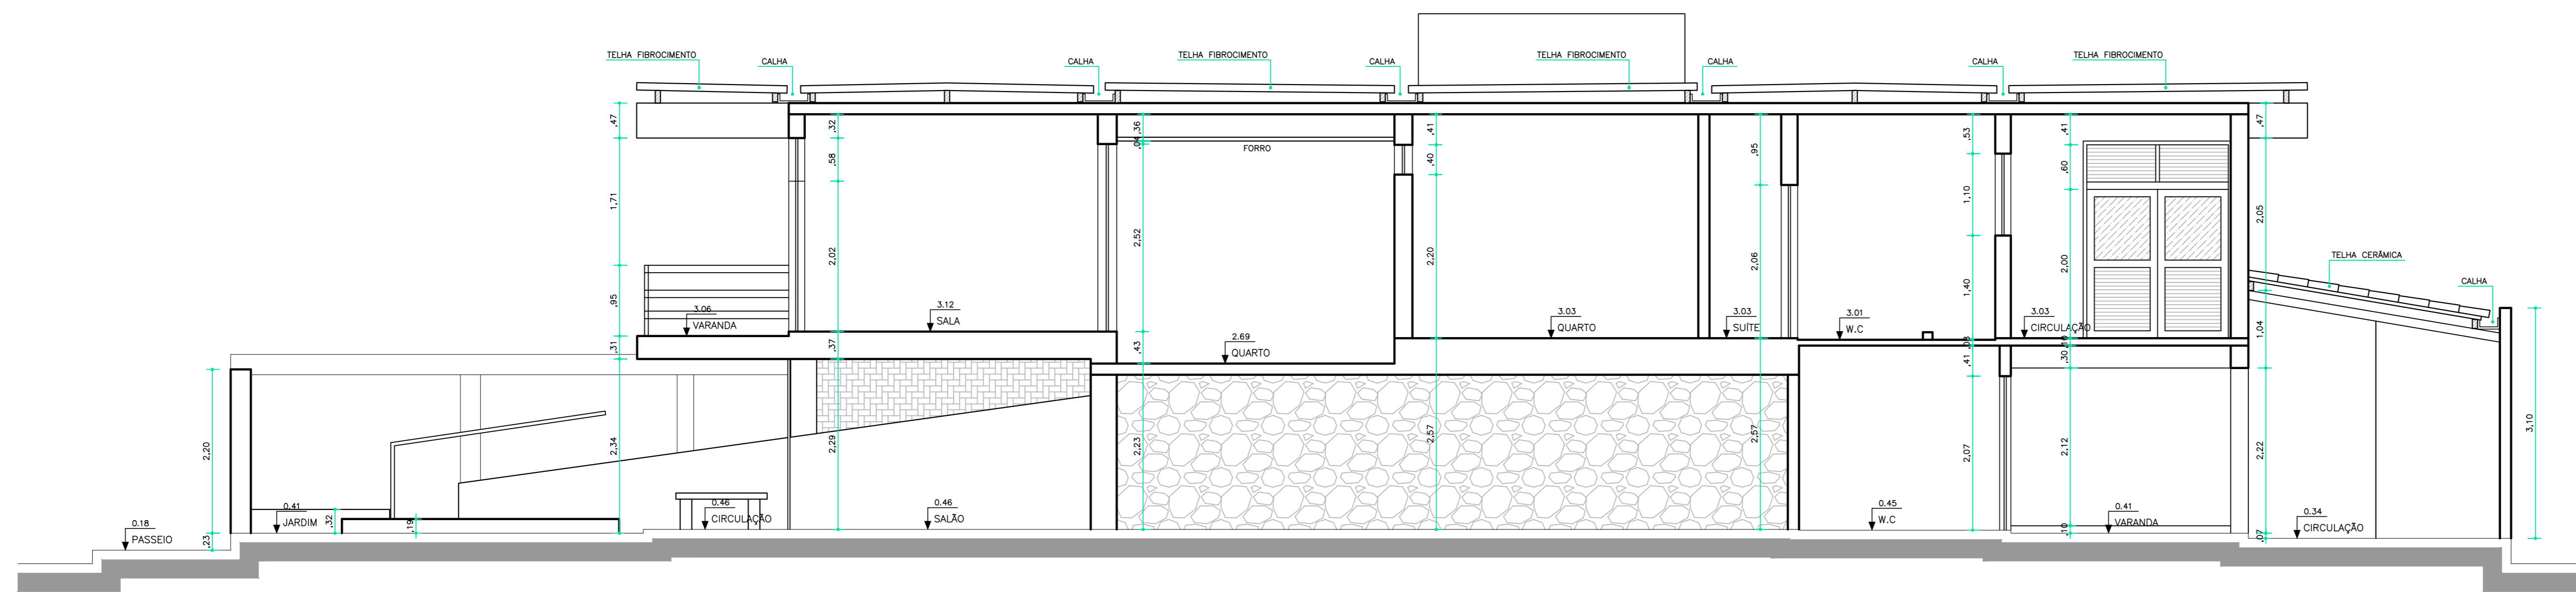 TELHA FIBROCIMENTO
CALHA
CALHA
TELHA FIBROCIMENTO
CALHA
TELHA FIBROCIMENTO
CALHA
CALHA
TELHA FIBROCIMENTO
,47
1,71
,95
,31
2,34
,32
,58
2,02
,37
2,29
,36
,04
2,52
,43
2,23
FORRO
,41
,40
2,20
2,57
,95
2,06
2,57
,53
1,10
1,40
,08
,41
2,07
,41
,60
2,00
,10
,30
2,12
,10
,47
2,05
1,04
2,22
,07
TELHA CERÂMICA
CALHA
3,10
3.06
VARANDA
3.12
SALA
2.69
QUARTO
3.03
QUARTO
3.03
SUÍTE
3.01
W.C
3.03
CIRCULAÇÃO
2,20
,23
0.18
PASSEIO
0.41
JARDIM
,32
,19
0.46
CIRCULAÇÃO
0.46
SALÃO
0.45
W.C
0.41
VARANDA
0.34
CIRCULAÇÃO